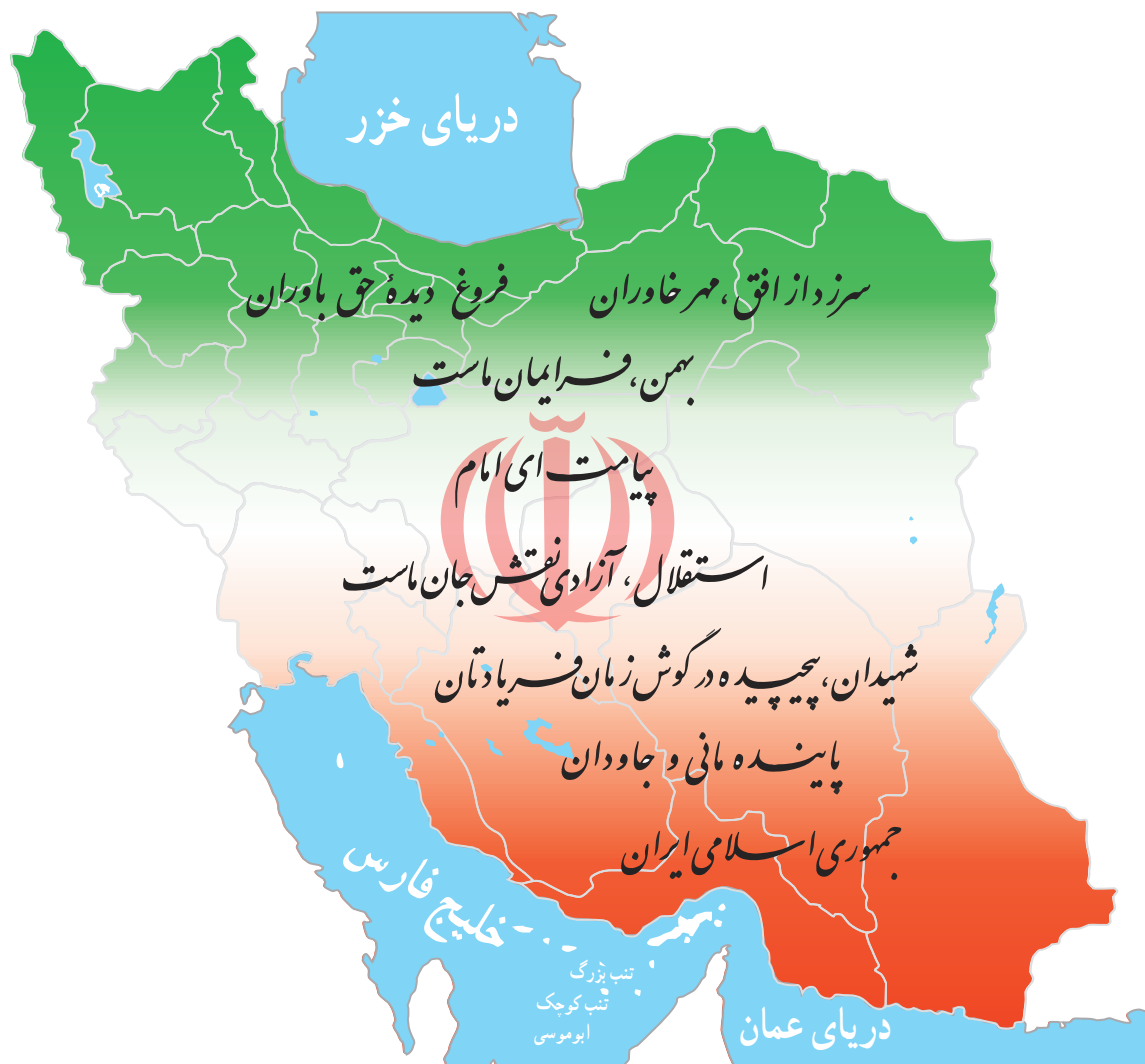 دریای خزر
سر زد از افق، مهر خاوران فروغ دیدهٔ حق باوران
بهمن، فر ایمان ماست
پیامت ای امام
استقلال، آزادی نقش جان ماست
شهیدان، پیچیده در گوش زمان فریادتان
پاینده مانی و جاودان
جمهوری اسلامی ایران
خلیج فارس
تنب بزرگ
تنب کوچک
ابوموسی
دریای عمان